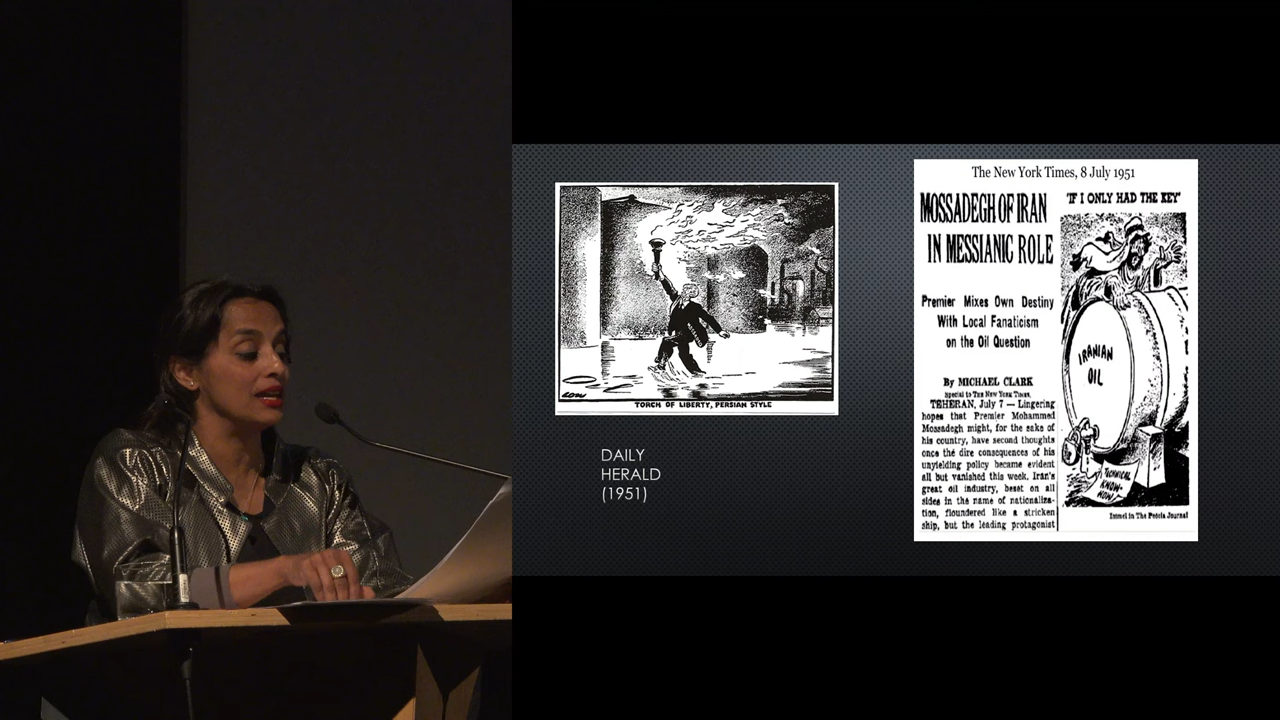 OIL
LOW
TORCH OF LIBERTY, PERSIAN STYLE
DAILY
HERALD
(1951)
The New York Times, 8 July 1951
MOSSADEGH OF IRAN
IN MESSIANIC ROLE
Premier Mixes Own Destiny
With Local Fanaticism
on the Oil Question
By MICHAEL CLARK
Special to THE NEW YORK TIMES.
TEHERAN, July 7 — Lingering
hopes that Premier Mohammed
Mossadegh might, for the sake of
his country, have second thoughts
once the dire consequences of his
unyielding policy became evident
all but vanished this week. Iran's
great oil industry, beset on all
sides in the name of nationaliza-
tion, floundered like a stricken
ship, but the leading protagonist
"IF I ONLY HAD THE KEY"
IRANIAN
OIL
TECHNICAL
KNOW-
HOW
in The Peoria Journal